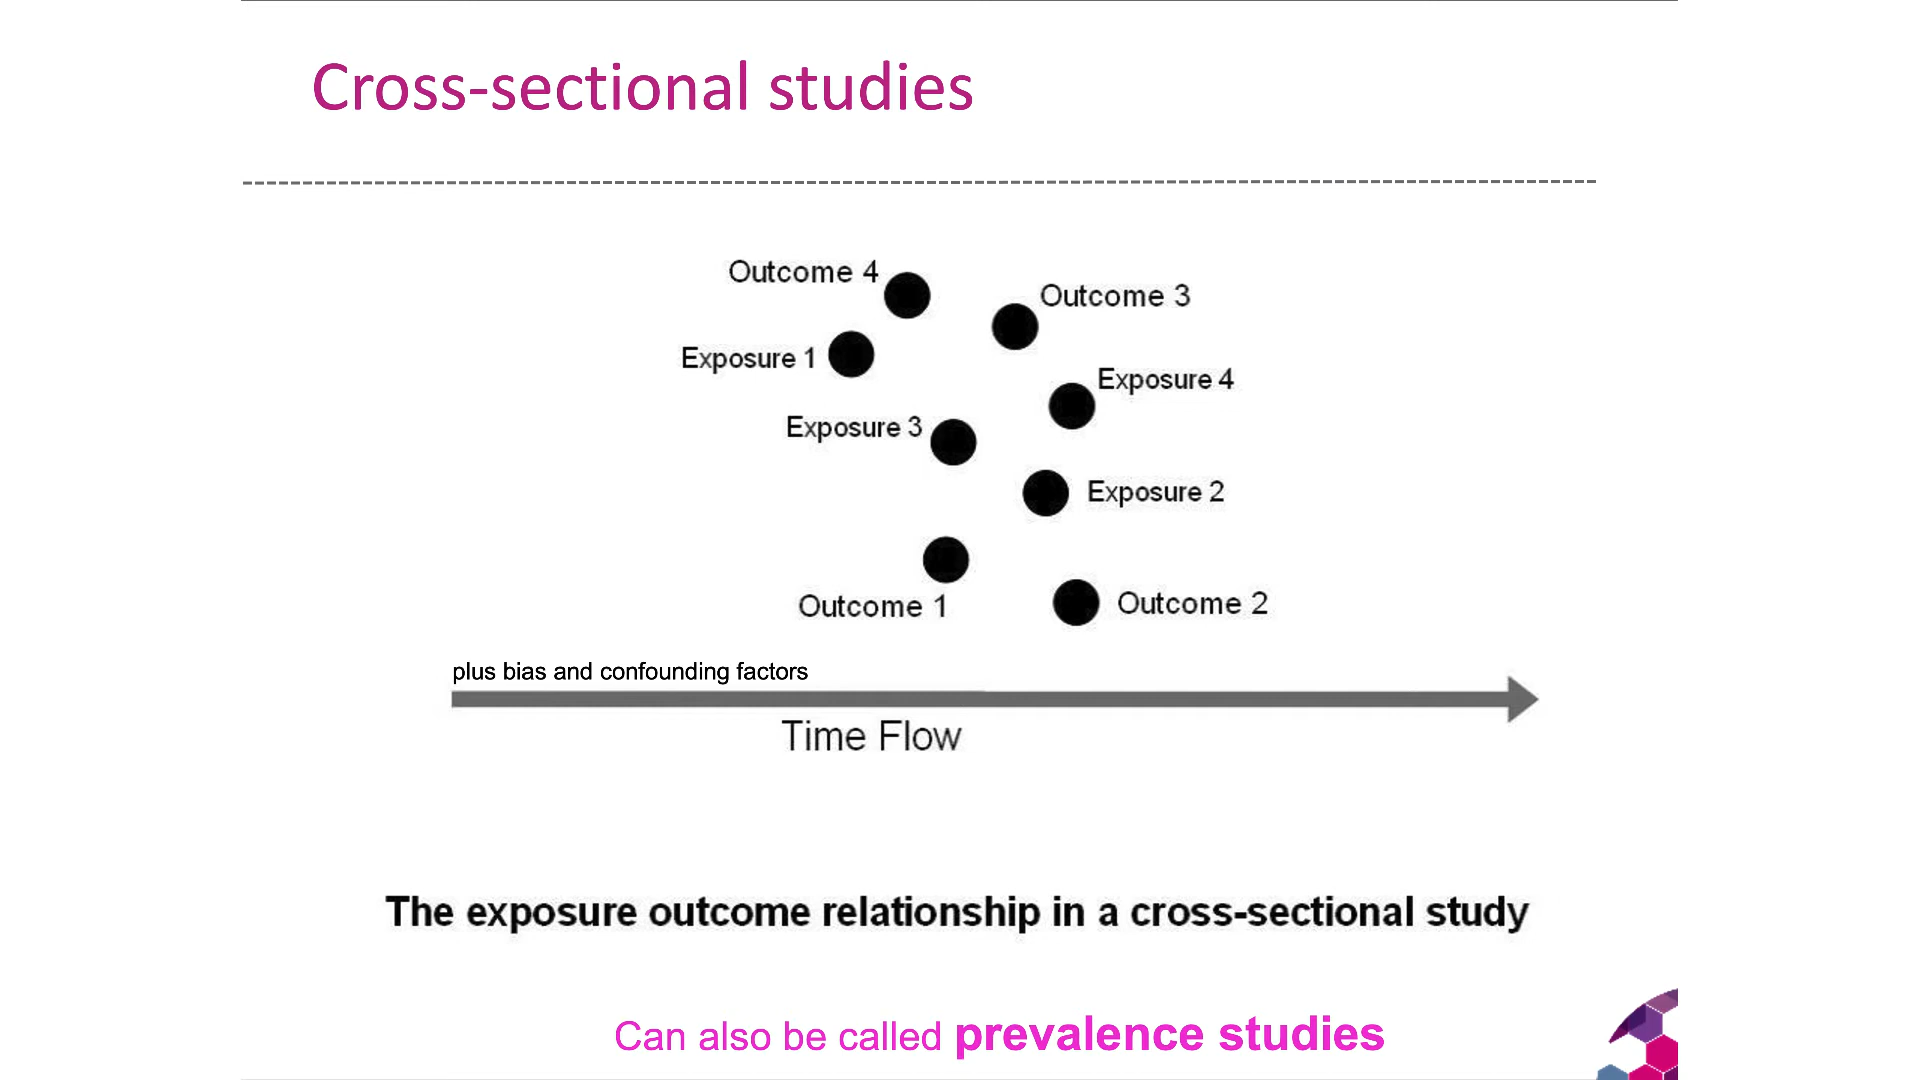 Cross-sectional studies
Outcome 4
Outcome 3
Exposure 1
Exposure 4
Exposure 3
Exposure 2
Outcome 1
Outcome 2
plus bias and confounding factors
Time Flow
The exposure outcome relationship in a cross-sectional study
Can also be called prevalence studies